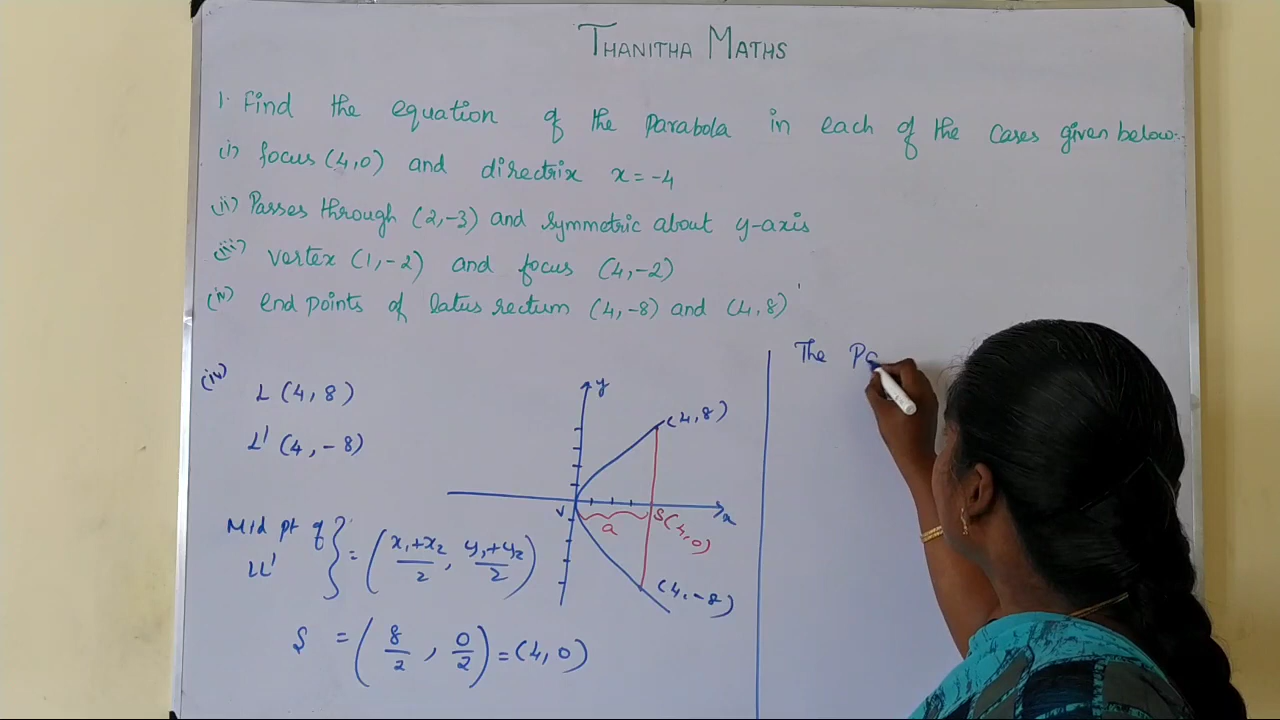 THANITHA MATHS
1. Find the equation of the Parabola in each of the Cases given below:-
(i) focus (4,0) and directrix x = -4
(ii) Passes through (2,-3) and symmetric about y-axis
(iii) vertex (1,-2) and focus (4,-2)
(iv) end points of latus rectum (4,-8) and (4,8)
(iv) L (4,8)
L' (4,-8)
Mid pt of LL' } = (x₁+x₂/2, y₁+y₂/2)
S = (8/2, 0/2) = (4,0)
y
(4,8)
V
a
S(4,0)
x
(4,-8)
The Pa